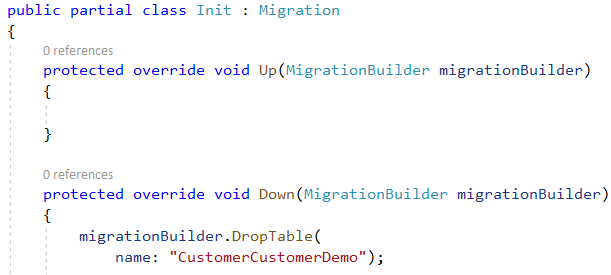 public partial class Init : Migration
{
0 references
protected override void Up(MigrationBuilder migrationBuilder)
{
}
0 references
protected override void Down(MigrationBuilder migrationBuilder)
{
migrationBuilder.DropTable(
name: "CustomerCustomerDemo");